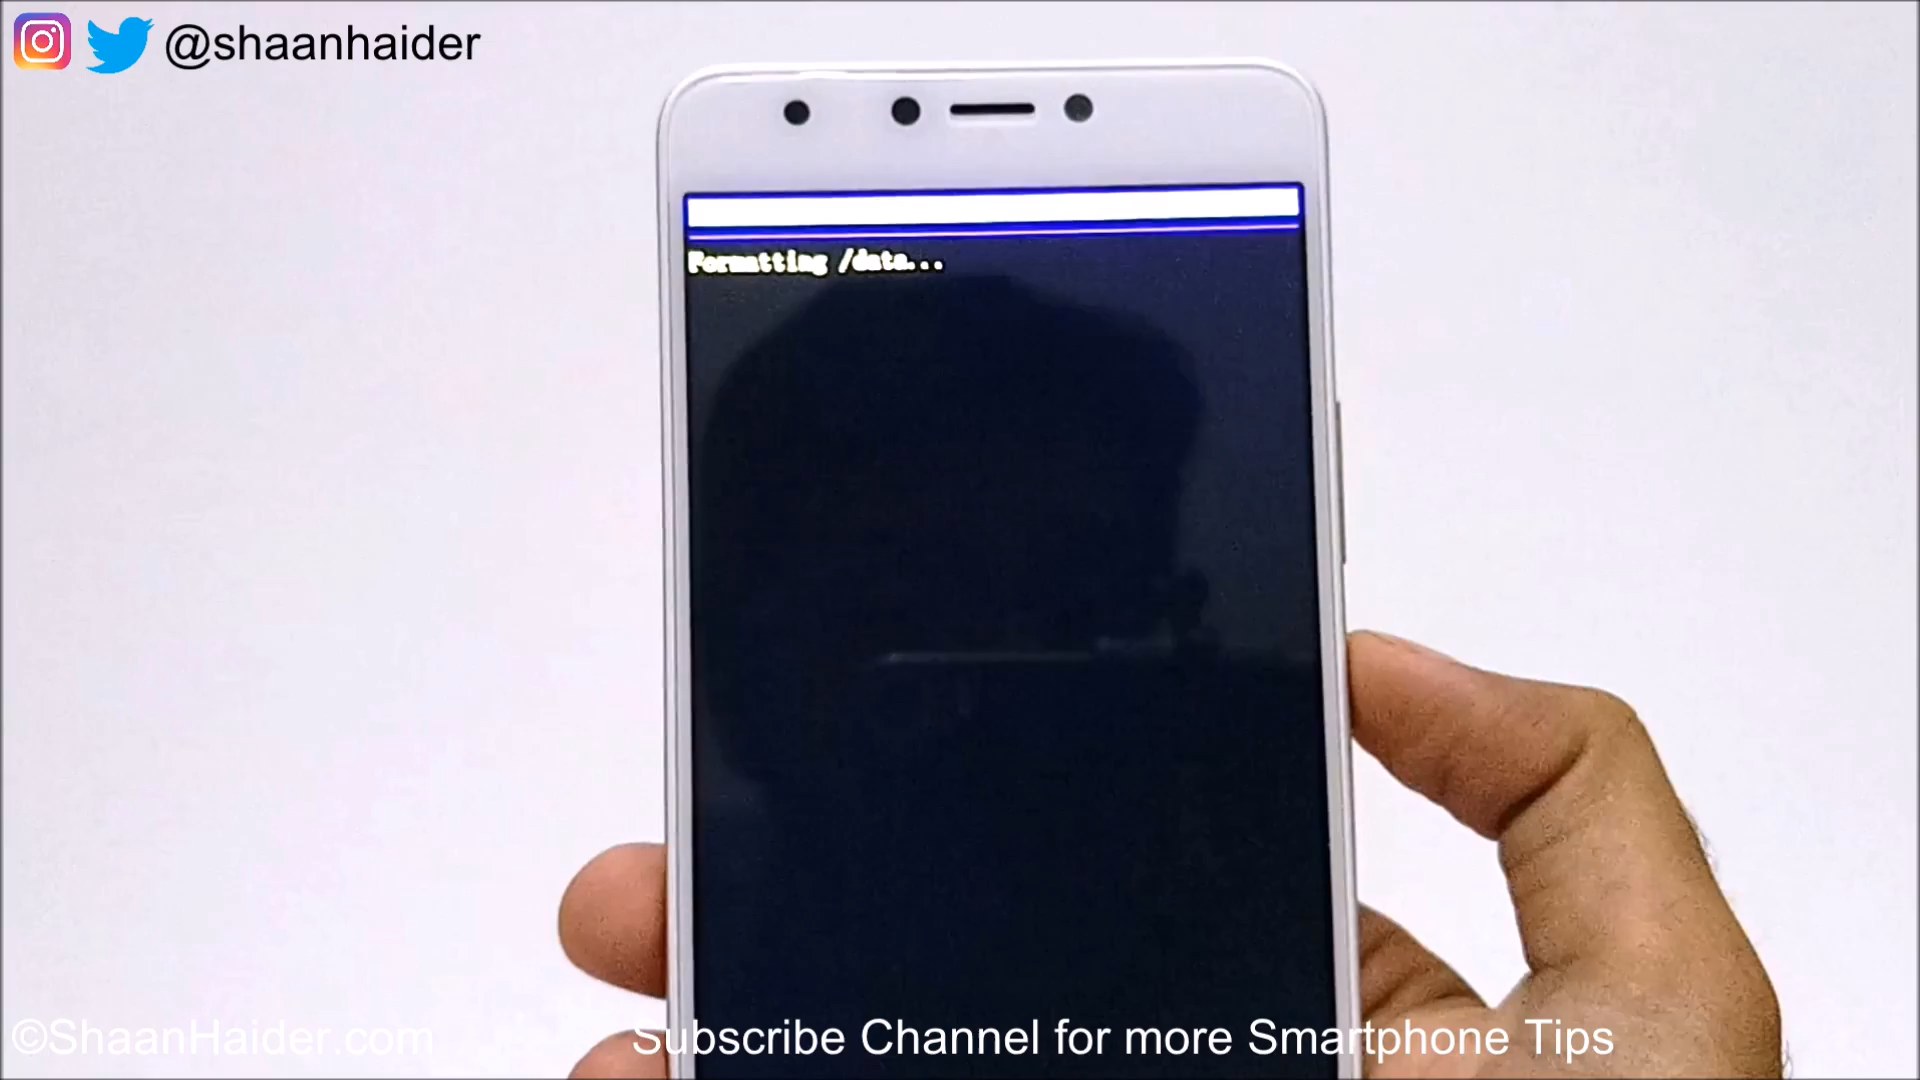 @shaanhaider
Formatting /data...
©ShaanHaider.com
Subscribe Channel for more Smartphone Tips